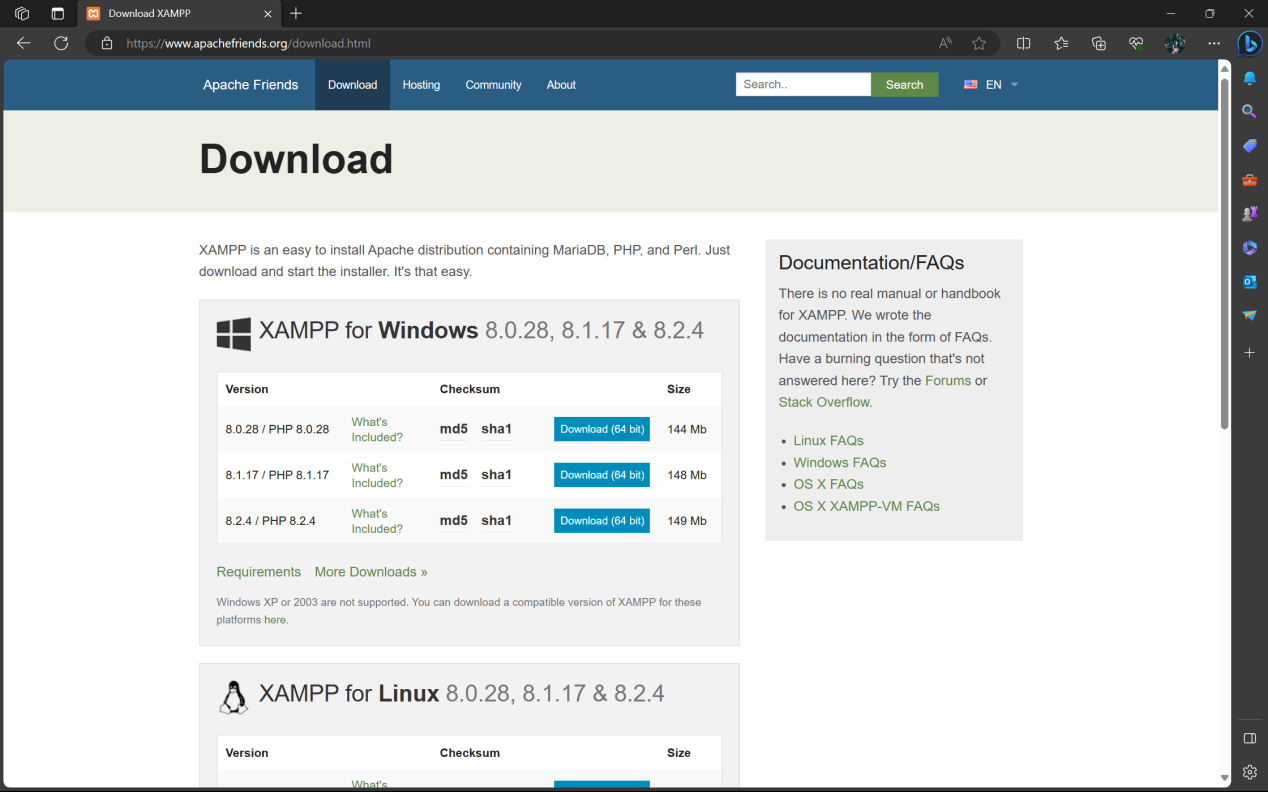 Download XAMPP
https://www.apachefriends.org/download.html
Apache Friends Download Hosting Community About Search.. Search EN
Download
XAMPP is an easy to install Apache distribution containing MariaDB, PHP, and Perl. Just
download and start the installer. It's that easy.
XAMPP for Windows 8.0.28, 8.1.17 & 8.2.4
Version Checksum Size
8.0.28 / PHP 8.0.28 What's Included? md5 sha1 Download (64 bit) 144 Mb
8.1.17 / PHP 8.1.17 What's Included? md5 sha1 Download (64 bit) 148 Mb
8.2.4 / PHP 8.2.4 What's Included? md5 sha1 Download (64 bit) 149 Mb
Requirements More Downloads »
Windows XP or 2003 are not supported. You can download a compatible version of XAMPP for these
platforms here.
XAMPP for Linux 8.0.28, 8.1.17 & 8.2.4
Version Checksum Size
What's
Documentation/FAQs
There is no real manual or handbook
for XAMPP. We wrote the
documentation in the form of FAQs.
Have a burning question that's not
answered here? Try the Forums or
Stack Overflow.
• Linux FAQs
• Windows FAQs
• OS X FAQs
• OS X XAMPP-VM FAQs